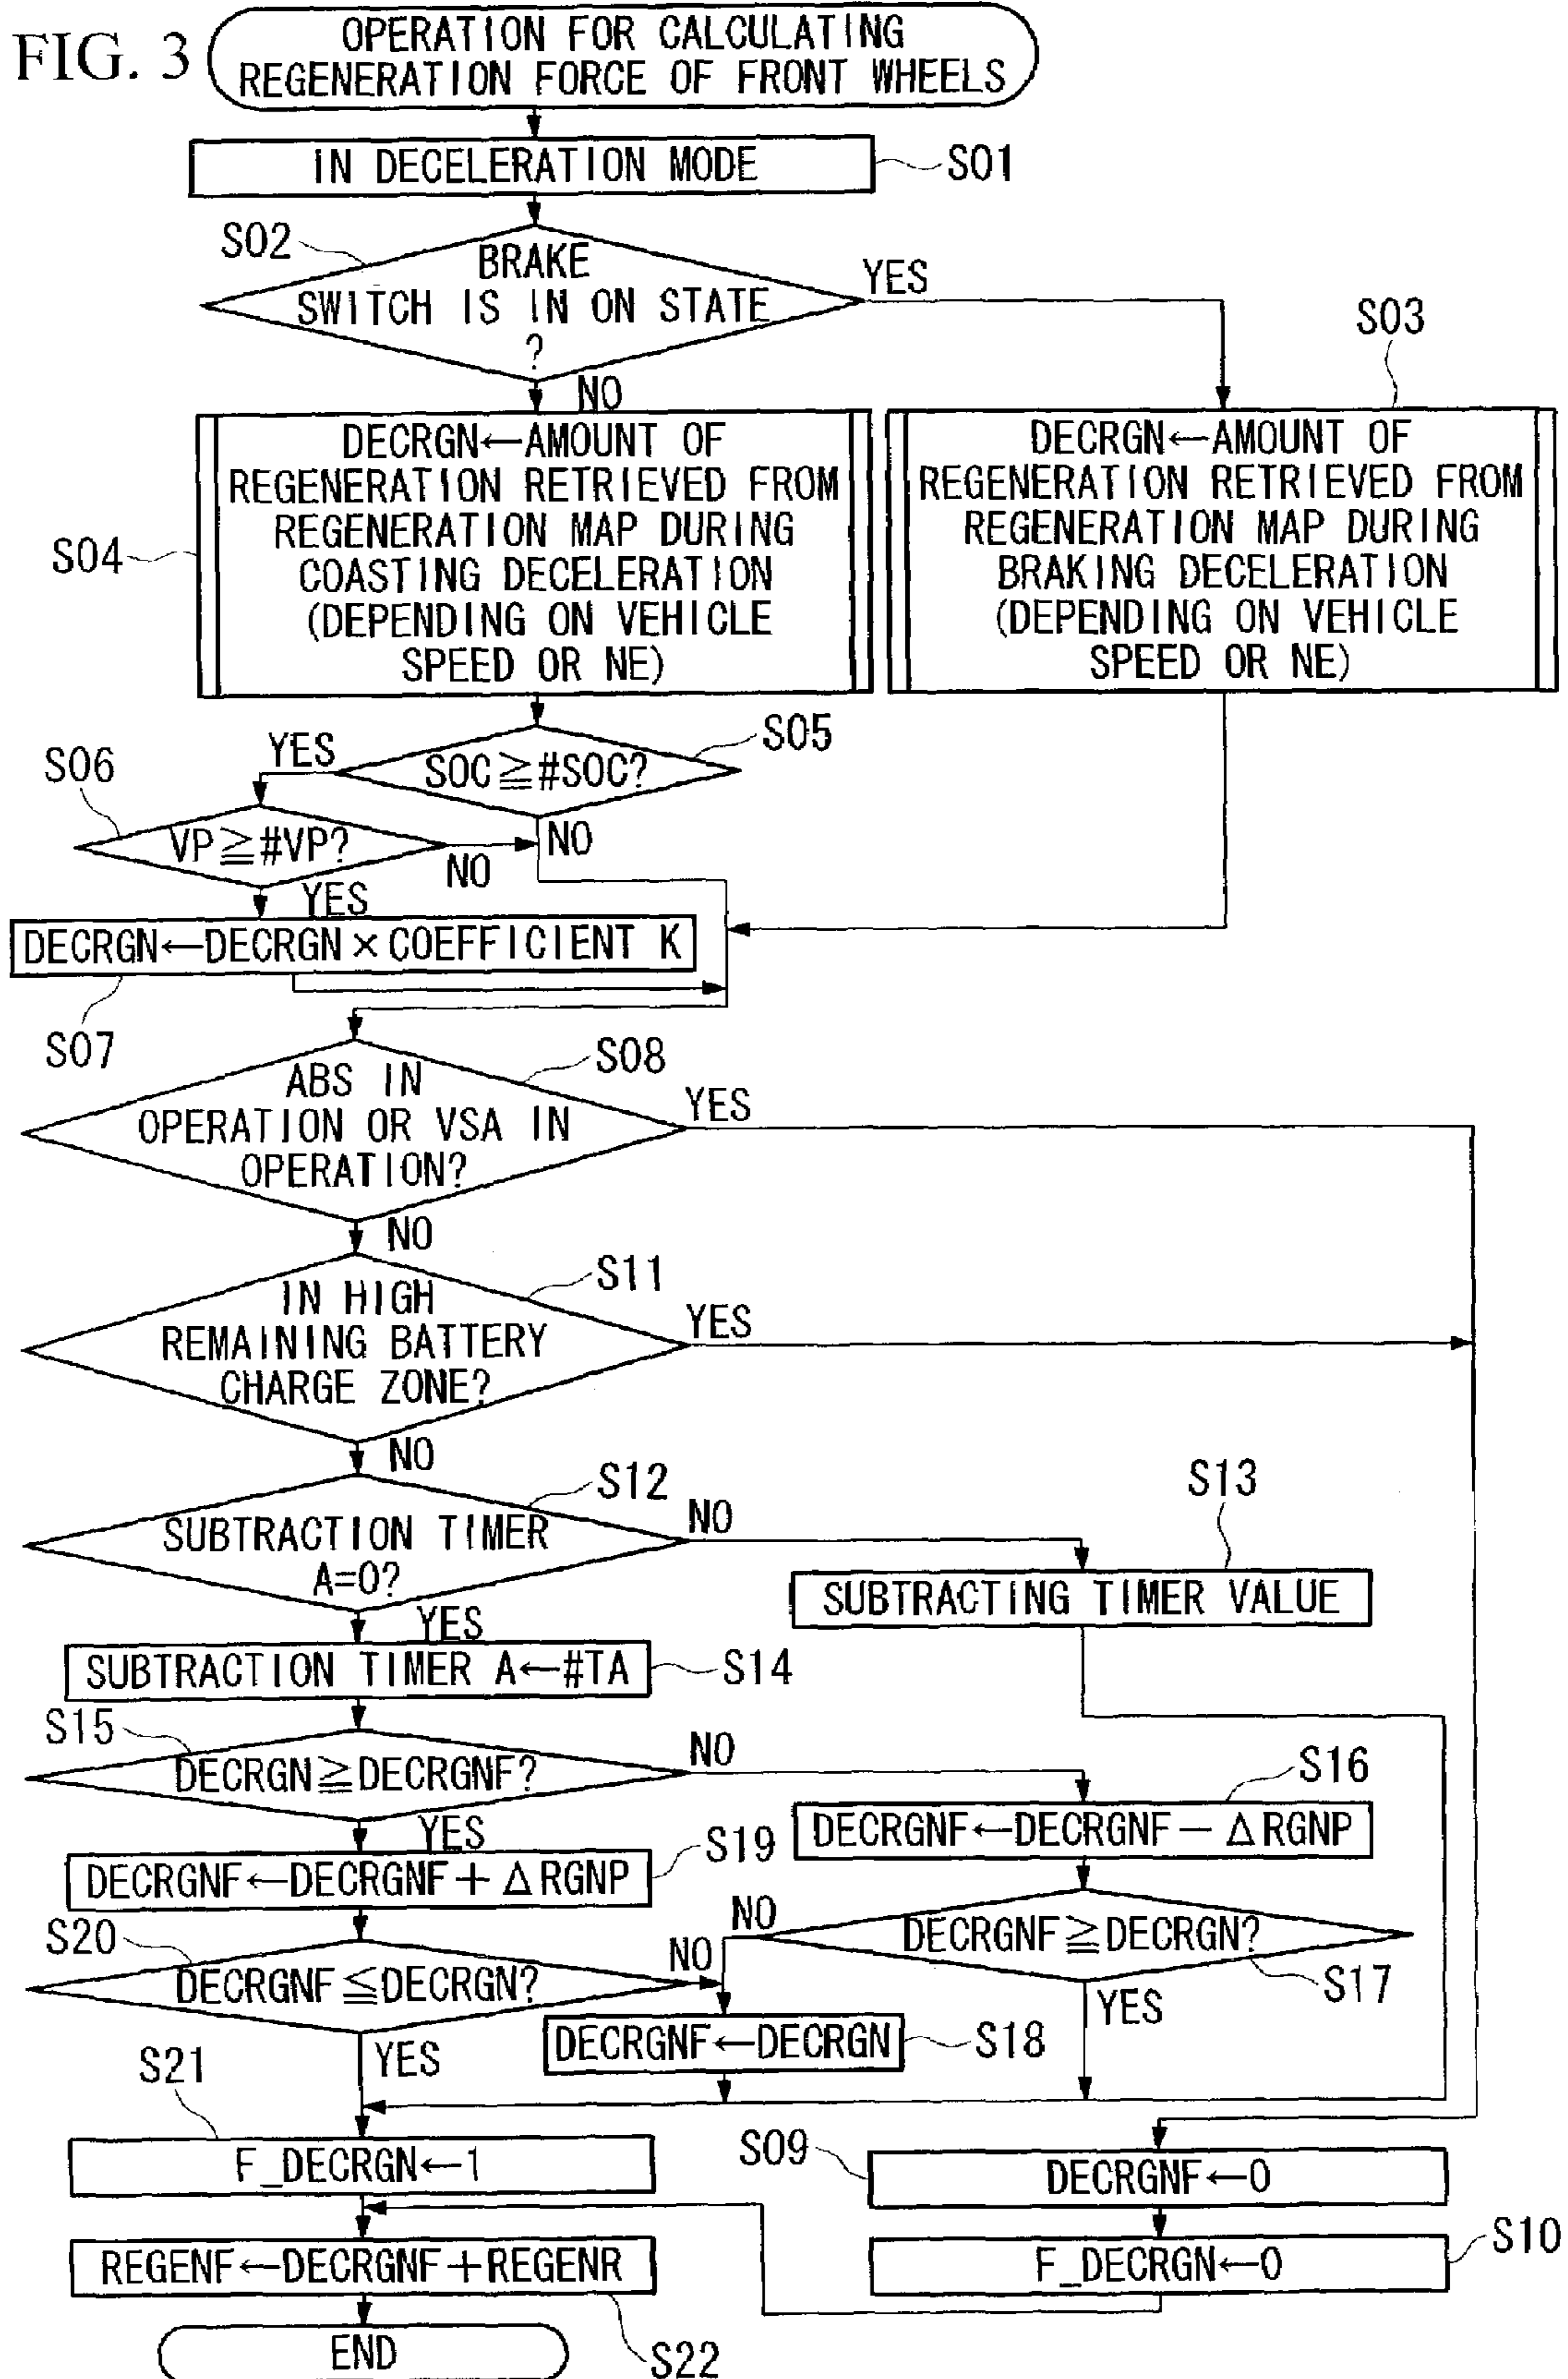 FIG. 3
OPERATION FOR CALCULATING
REGENERATION FORCE OF FRONT WHEELS
IN DECELERATION MODE
S01
S02
BRAKE
SWITCH IS IN ON STATE
?
YES
NO
S03
DECRGN←AMOUNT OF
REGENERATION RETRIEVED FROM
REGENERATION MAP DURING
COASTING DECELERATION
(DEPENDING ON VEHICLE
SPEED OR NE)
S04
DECRGN←AMOUNT OF
REGENERATION RETRIEVED FROM
REGENERATION MAP DURING
BRAKING DECELERATION
(DEPENDING ON VEHICLE
SPEED OR NE)
S05
SOC≧#SOC?
YES
NO
S06
VP≧#VP?
NO
YES
DECRGN←DECRGN×COEFFICIENT K
S07
S08
ABS IN
OPERATION OR VSA IN
OPERATION?
YES
NO
S11
IN HIGH
REMAINING BATTERY
CHARGE ZONE?
YES
NO
S12
SUBTRACTION TIMER
A=0?
NO
YES
S13
SUBTRACTING TIMER VALUE
SUBTRACTION TIMER A←#TA
S14
S15
DECRGN≧DECRGNF?
NO
YES
S16
DECRGNF←DECRGNF−ΔRGNP
S19
DECRGNF←DECRGNF+ΔRGNP
NO
DECRGNF≧DECRGN?
S17
YES
S20
DECRGNF≦DECRGN?
NO
YES
DECRGNF←DECRGN
S18
S21
F_DECRGN←1
S09
DECRGNF←0
REGENF←DECRGNF+REGENR
S22
F_DECRGN←0
S10
END